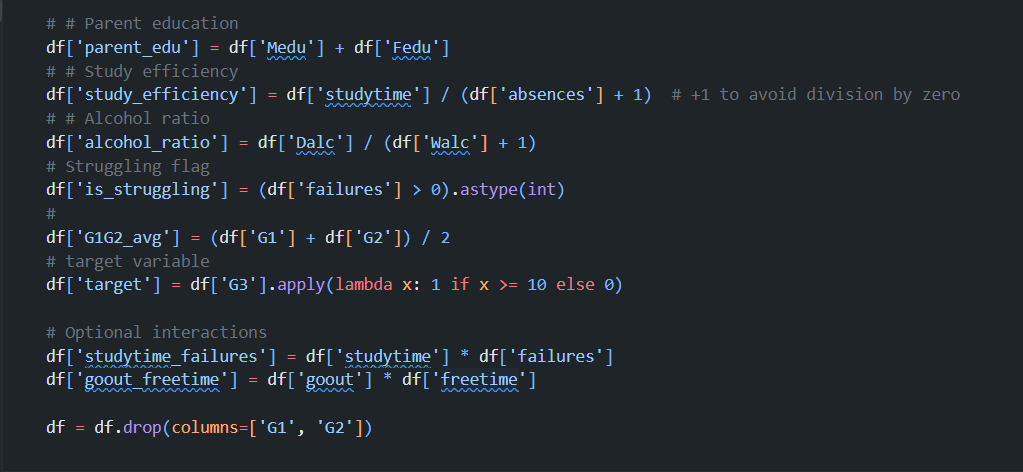 # # Parent education
df['parent_edu'] = df['Medu'] + df['Fedu']
# # Study efficiency
df['study_efficiency'] = df['studytime'] / (df['absences'] + 1)  # +1 to avoid division by zero
# # Alcohol ratio
df['alcohol_ratio'] = df['Dalc'] / (df['Walc'] + 1)
# Struggling flag
df['is_struggling'] = (df['failures'] > 0).astype(int)
#
df['G1G2_avg'] = (df['G1'] + df['G2']) / 2
# target variable
df['target'] = df['G3'].apply(lambda x: 1 if x >= 10 else 0)
# Optional interactions
df['studytime_failures'] = df['studytime'] * df['failures']
df['goout_freetime'] = df['goout'] * df['freetime']
df = df.drop(columns=['G1', 'G2'])